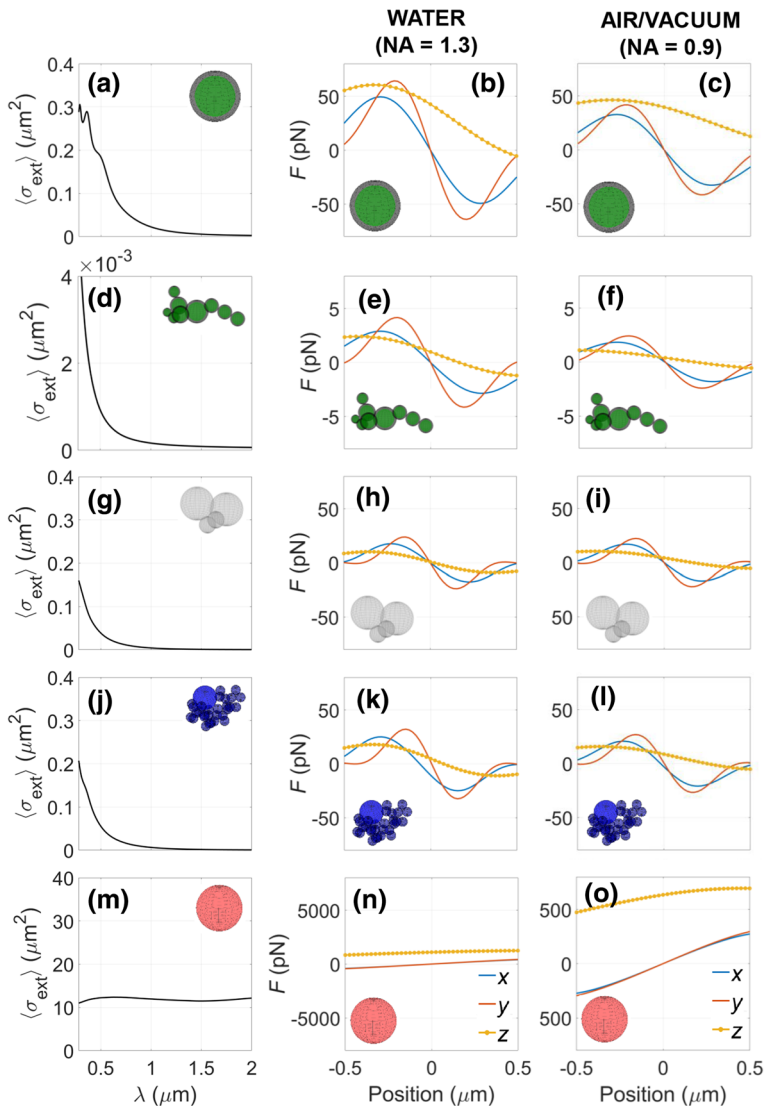 WATER
(NA = 1.3)
AIR/VACUUM
(NA = 0.9)
(a)
⟨σext⟩ (μm²)
0.4
0.3
0.2
0.1
0
(b)
F (pN)
50
0
-50
(c)
50
0
-50
×10⁻³
(d)
⟨σext⟩ (μm²)
4
2
0
(e)
F (pN)
5
0
-5
(f)
5
0
-5
(g)
⟨σext⟩ (μm²)
0.4
0.3
0.2
0.1
0
(h)
F (pN)
50
0
-50
(i)
50
0
50
(j)
⟨σext⟩ (μm²)
0.4
0.3
0.2
0.1
0
(k)
F (pN)
50
0
-50
(l)
50
0
-50
(m)
⟨σext⟩ (μm²)
40
30
20
10
0
0.5
1
1.5
2
λ (μm)
(n)
F (pN)
5000
0
-5000
x
y
z
-0.5
0
0.5
Position (μm)
(o)
500
0
500
x
y
z
-0.5
0
0.5
Position (μm)